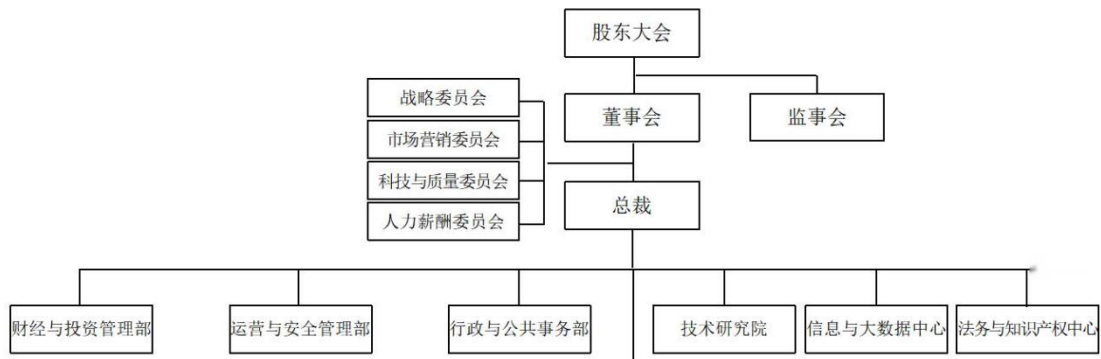 股东大会
战略委员会
董事会
监事会
市场营销委员会
科技与质量委员会
总裁
人力薪酬委员会
财经与投资管理部
运营与安全管理部
行政与公共事务部
技术研究院
信息与大数据中心
法务与知识产权中心